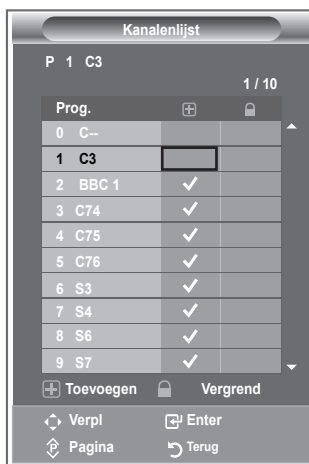 Kanalenlijst
P 1 C3
1 / 10
Prog.
0 C--
1 C3
2 BBC 1
3 C74
4 C75
5 C76
6 S3
7 S4
8 S6
9 S7
Toevoegen Vergrend
Verpl Enter
Pagina Terug